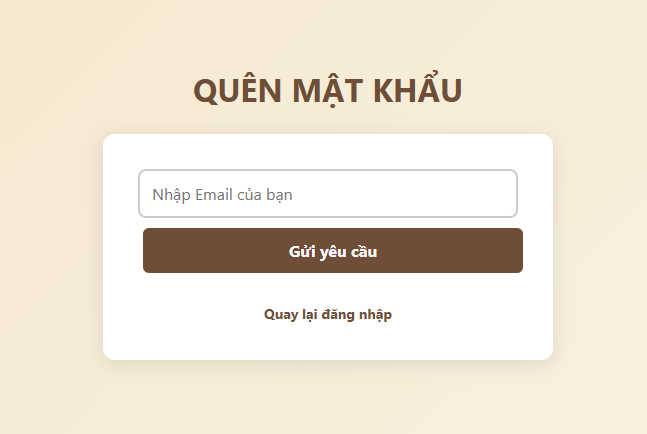 QUÊN MẬT KHẨU
Nhập Email của bạn
Gửi yêu cầu
Quay lại đăng nhập